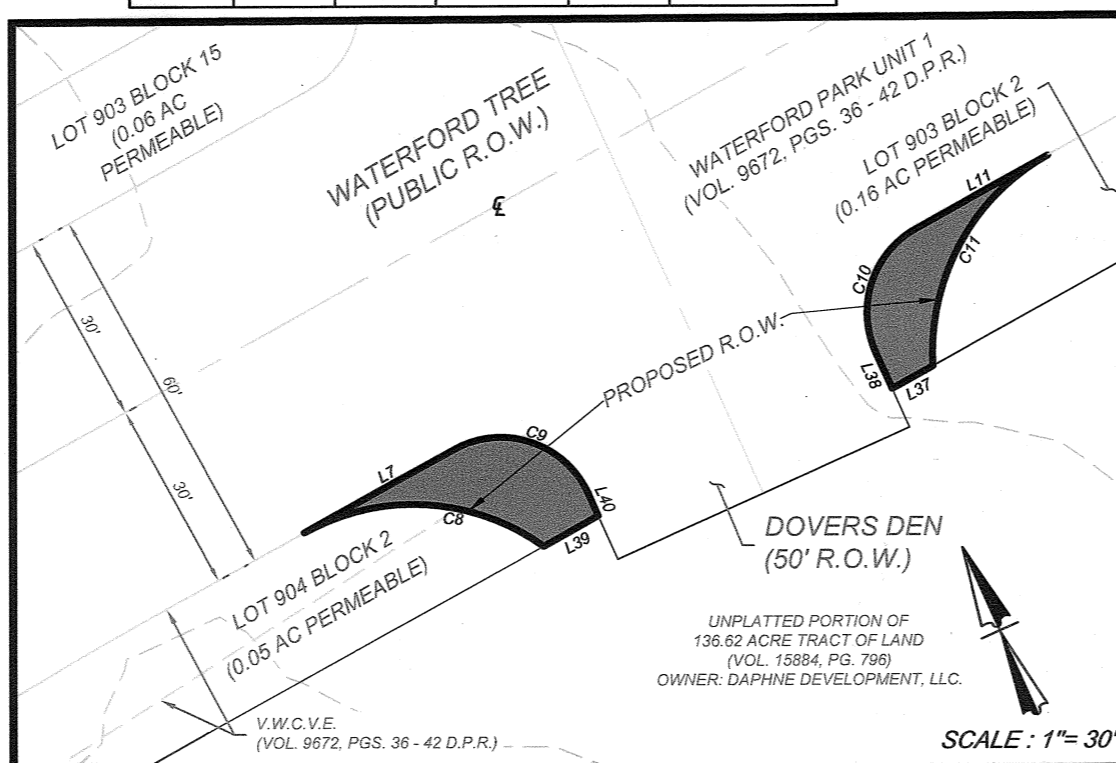 LOT 903 BLOCK 15
(0.06 AC
PERMEABLE)
WATERFORD TREE
(PUBLIC R.O.W.)
℄
WATERFORD PARK UNIT 1
(VOL. 9672, PGS. 36 - 42 D.P.R.)
LOT 903 BLOCK 2
(0.16 AC PERMEABLE)
L11
C11
C10
L38
L37
30'
60'
30'
PROPOSED R.O.W.
L7
C9
C8
L40
L39
LOT 904 BLOCK 2
(0.05 AC PERMEABLE)
DOVERS DEN
(50' R.O.W.)
UNPLATTED PORTION OF
136.62 ACRE TRACT OF LAND
(VOL. 15884, PG. 796)
OWNER: DAPHNE DEVELOPMENT, LLC.
V.W.C.V.E.
(VOL. 9672, PGS. 36 - 42 D.P.R.)
SCALE : 1"= 30'